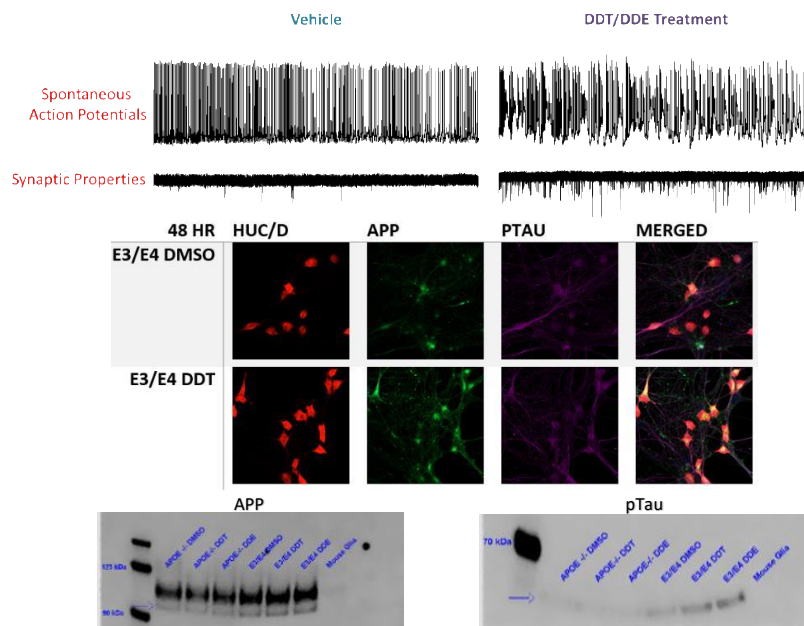 Vehicle
DDT/DDE Treatment
Spontaneous
Action Potentials
Synaptic Properties
48 HR
HUC/D
APP
PTAU
MERGED
E3/E4 DMSO
E3/E4 DDT
APP
pTau
APOE -/- DMSO
APOE-/- DDT
APOE-/- DDE
E3/E4 DMSO
E3/E4 DDT
E3/E4 DDE
Mouse Glia
kDa
kDa
70 kDa
APOE -/- DMSO
APOE-/- DDT
APOE-/- DDE
E3/E4 DMSO
E3/E4 DDT
E3/E4 DDE
Mouse Glia